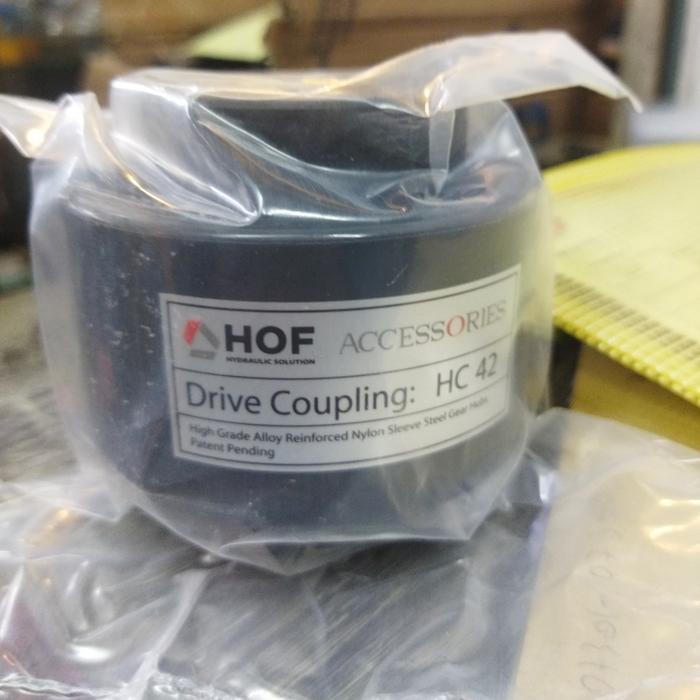 HOF ACCESSORIES
HYDRAULIC SOLUTION
Drive Coupling: HC 42
High Grade Alloy Reinforced Nylon Sleeve Steel Gear Hubs
Patent Pending